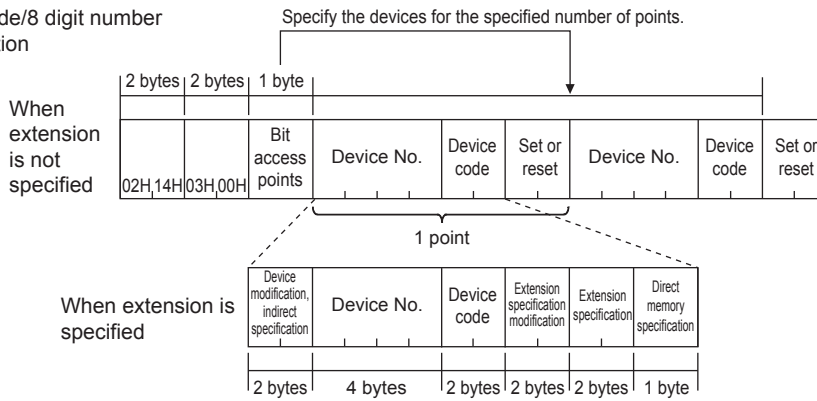 de/8 digit number
tion
Specify the devices for the specified number of points.
2 bytes 2 bytes 1 byte
When
extension
is not
specified
02H,14H 03H,00H
Bit
access
points
Device No.
Device
code
Set or
reset
Device No.
Device
code
Set or
reset
1 point
When extension is
specified
Device
modification,
indirect
specification
Device No.
Device
code
Extension
specification
modification
Extension
specification
Direct
memory
specification
2 bytes 4 bytes 2 bytes 2 bytes 2 bytes 1 byte